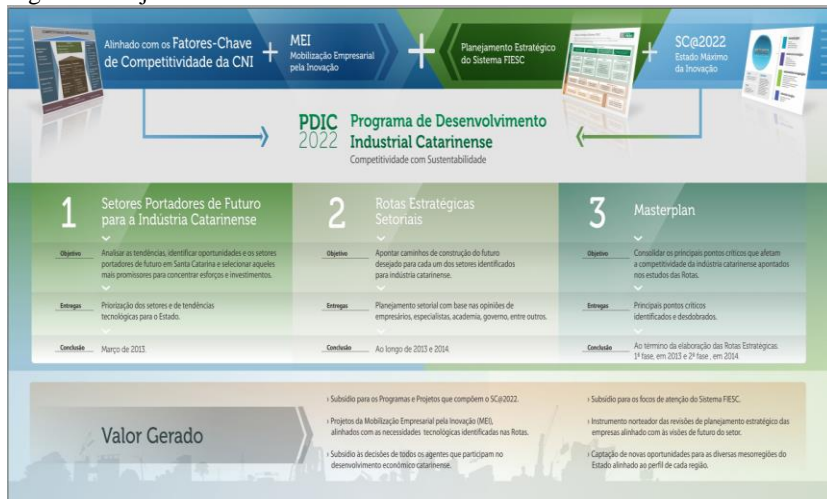 Alinhado com os Fatores-Chave
de Competitividade da CNI
+
MEI
Mobilização Empresarial
pela Inovação
+
Planejamento Estratégico
do Sistema FIESC
+
SC@2022
Estado Máximo
da Inovação
PDIC
2022
Programa de Desenvolvimento
Industrial Catarinense
Competitividade com Sustentabilidade
1
Setores Portadores de Futuro
para a Indústria Catarinense
Objetivo
Analisar as tendências, identificar oportunidades e os setores
portadores de futuro em Santa Catarina e selecionar aqueles
mais promissores para concentrar esforços e investimentos.
Entregas
Priorização dos setores e de tendências
tecnológicas para o Estado.
Conclusão
Março de 2013.
2
Rotas Estratégicas
Setoriais
Objetivo
Apontar caminhos de construção do futuro
desejado para cada um dos setores identificados
para indústria catarinense.
Entregas
Planejamento setorial com base nas opiniões de
empresários, especialistas, academia, governo, entre outros.
Conclusão
Ao longo de 2013 e 2014.
3
Masterplan
Objetivo
Consolidar os principais pontos críticos que afetam
a competitividade da indústria catarinense apontados
nos estudos das Rotas.
Entregas
Principais pontos críticos
identificados e desdobrados.
Conclusão
Ao término da elaboração das Rotas Estratégicas.
1ª fase, em 2013 e 2ª fase , em 2014
Valor Gerado
› Subsídio para os Programas e Projetos que compõem o SC@2022.
› Projetos da Mobilização Empresarial pela Inovação (MEI),
alinhados com as necessidades tecnológicas identificadas nas Rotas.
› Subsídio às decisões de todos os agentes que participam no
desenvolvimento econômico catarinense.
› Subsídio para os focos de atenção do Sistema FIESC.
› Instrumento norteador das revisões de planejamento estratégico das
empresas alinhado com às visões de futuro do setor.
› Captação de novas oportunidades para as diversas mesorregiões do
Estado alinhado ao perfil de cada região.